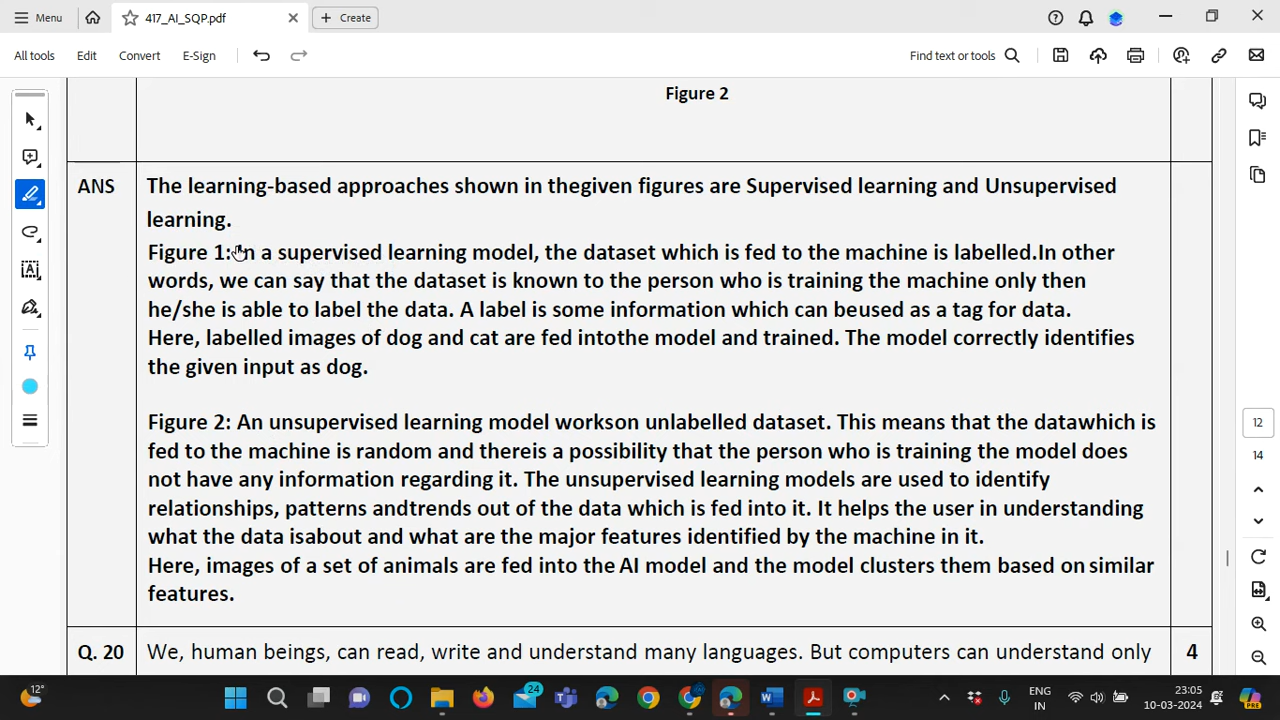 Menu
417_AI_SQP.pdf
Create
All tools
Edit
Convert
E-Sign
Find text or tools
Figure 2
ANS
The learning-based approaches shown in thegiven figures are Supervised learning and Unsupervised
learning.
Figure 1: In a supervised learning model, the dataset which is fed to the machine is labelled.In other
words, we can say that the dataset is known to the person who is training the machine only then
he/she is able to label the data. A label is some information which can beused as a tag for data.
Here, labelled images of dog and cat are fed intothe model and trained. The model correctly identifies
the given input as dog.
Figure 2: An unsupervised learning model workson unlabelled dataset. This means that the datawhich is
fed to the machine is random and thereis a possibility that the person who is training the model does
not have any information regarding it. The unsupervised learning models are used to identify
relationships, patterns andtrends out of the data which is fed into it. It helps the user in understanding
what the data isabout and what are the major features identified by the machine in it.
Here, images of a set of animals are fed into the AI model and the model clusters them based on similar
features.
Q. 20
We, human beings, can read, write and understand many languages. But computers can understand only
4
12
14
12°
24
ENG
IN
23:05
10-03-2024
PRE